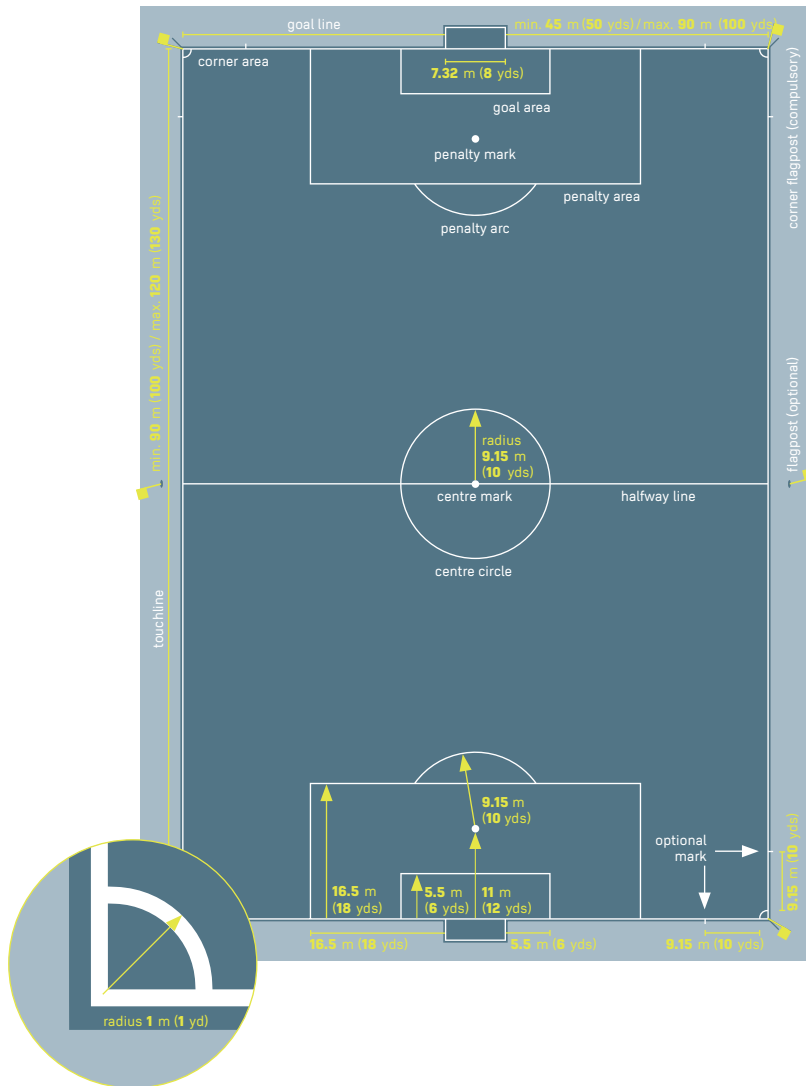 goal line
min. 45 m (50 yds) / max. 90 m (100 yds)
corner area
7.32 m (8 yds)
goal area
penalty mark
penalty area
penalty arc
corner flagpost (compulsory)
min. 90 m (100 yds) / max. 120 m (130 yds)
flagpost (optional)
radius
9.15 m
(10 yds)
centre mark
halfway line
centre circle
touchline
9.15 m
(10 yds)
optional
mark
9.15 m (10 yds)
16.5 m
(18 yds)
5.5 m
(6 yds)
11 m
(12 yds)
16.5 m (18 yds)
5.5 m (6 yds)
9.15 m (10 yds)
radius 1 m (1 yd)